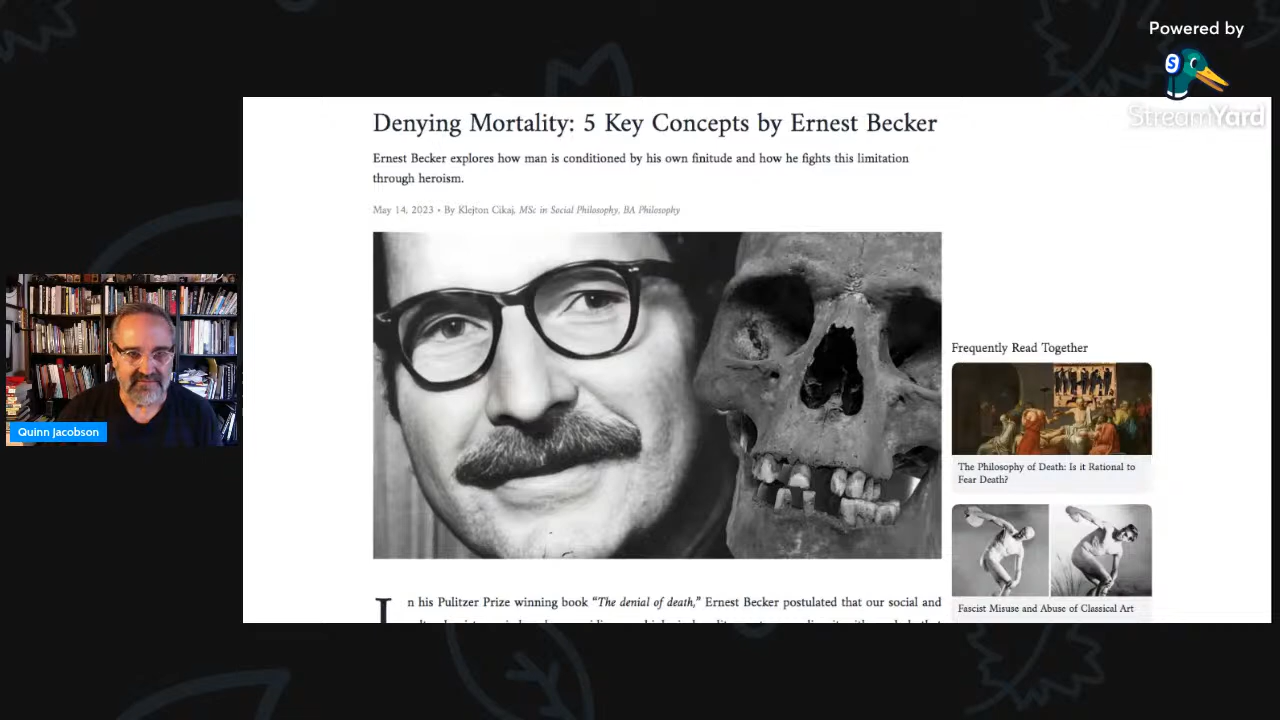 Powered by
S
StreamYard
Denying Mortality: 5 Key Concepts by Ernest Becker
Ernest Becker explores how man is conditioned by his own finitude and how he fights this limitation
through heroism.
May 14, 2023 • By Klejton Cikaj, MSc in Social Philosophy, BA Philosophy
Frequently Read Together
The Philosophy of Death: Is it Rational to
Fear Death?
Quinn Jacobson
Fascist Misuse and Abuse of Classical Art
In his Pulitzer Prize winning book “The denial of death,” Ernest Becker postulated that our social and